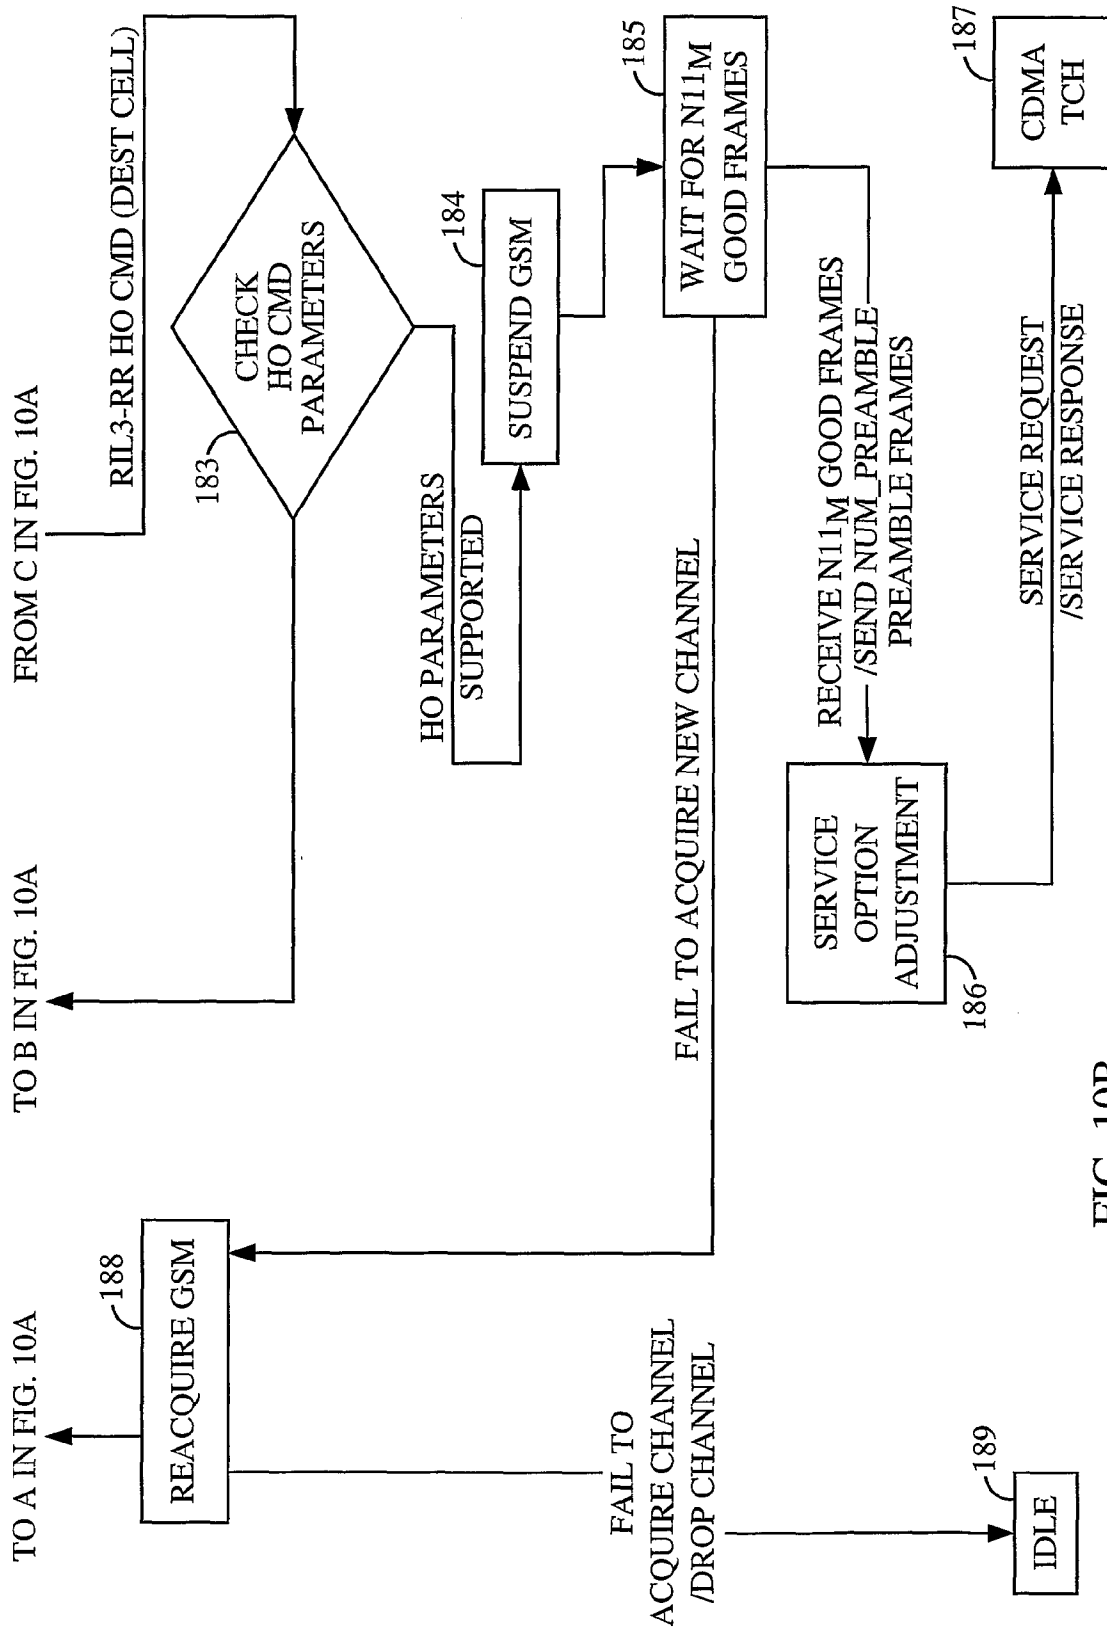 TO A IN FIG. 10A
TO B IN FIG. 10A
FROM C IN FIG. 10A
RIL3-RR HO CMD (DEST CELL)
188
REACQUIRE GSM
183
CHECK
HO CMD
PARAMETERS
HO PARAMETERS
SUPPORTED
184
SUSPEND GSM
185
WAIT FOR N11M
GOOD FRAMES
FAIL TO ACQUIRE NEW CHANNEL
FAIL TO
ACQUIRE CHANNEL
/DROP CHANNEL
RECEIVE N11M GOOD FRAMES
/SEND NUM_PREAMBLE
PREAMBLE FRAMES
SERVICE
OPTION
ADJUSTMENT
186
SERVICE REQUEST
/SERVICE RESPONSE
187
CDMA
TCH
189
IDLE
FIG. 10B